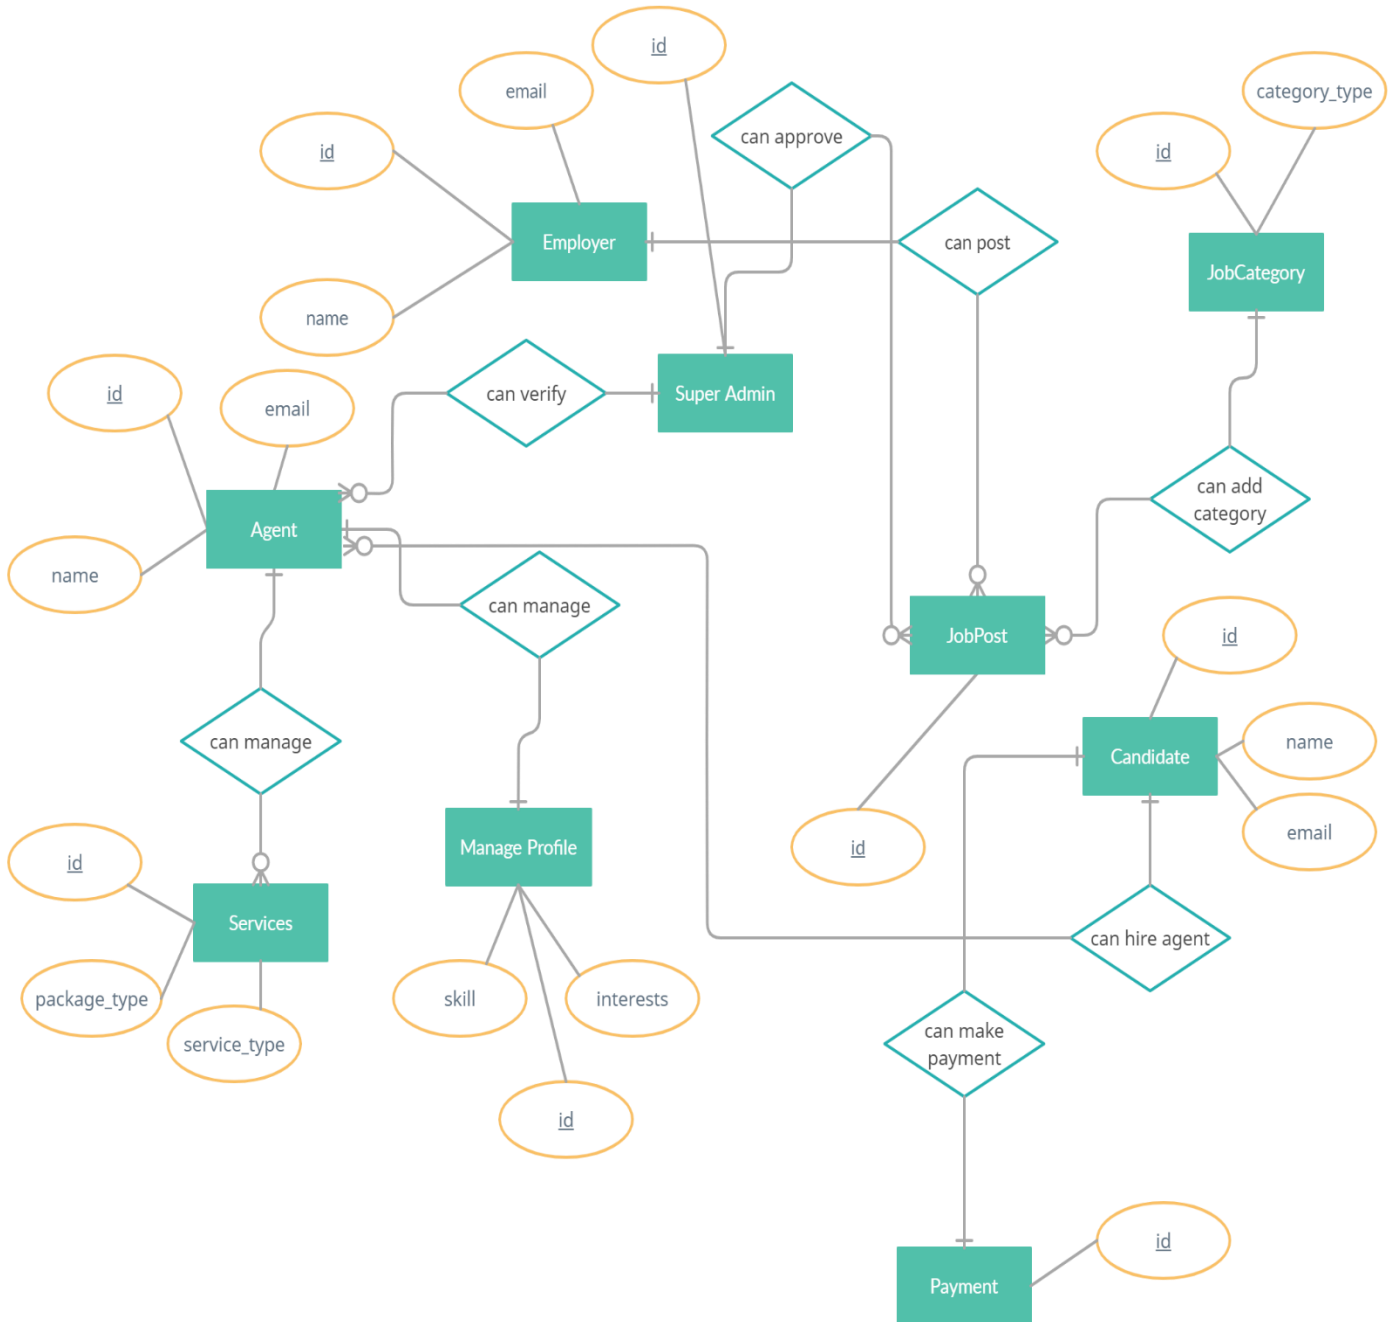 id
email
category_type
can approve
id
id
Employer
can post
JobCategory
name
id
email
can verify
Super Admin
can add
category
Agent
name
can manage
JobPost
id
can manage
Candidate
name
email
id
Manage Profile
id
Services
can hire agent
package_type
skill
interests
service_type
can make
payment
id
id
Payment